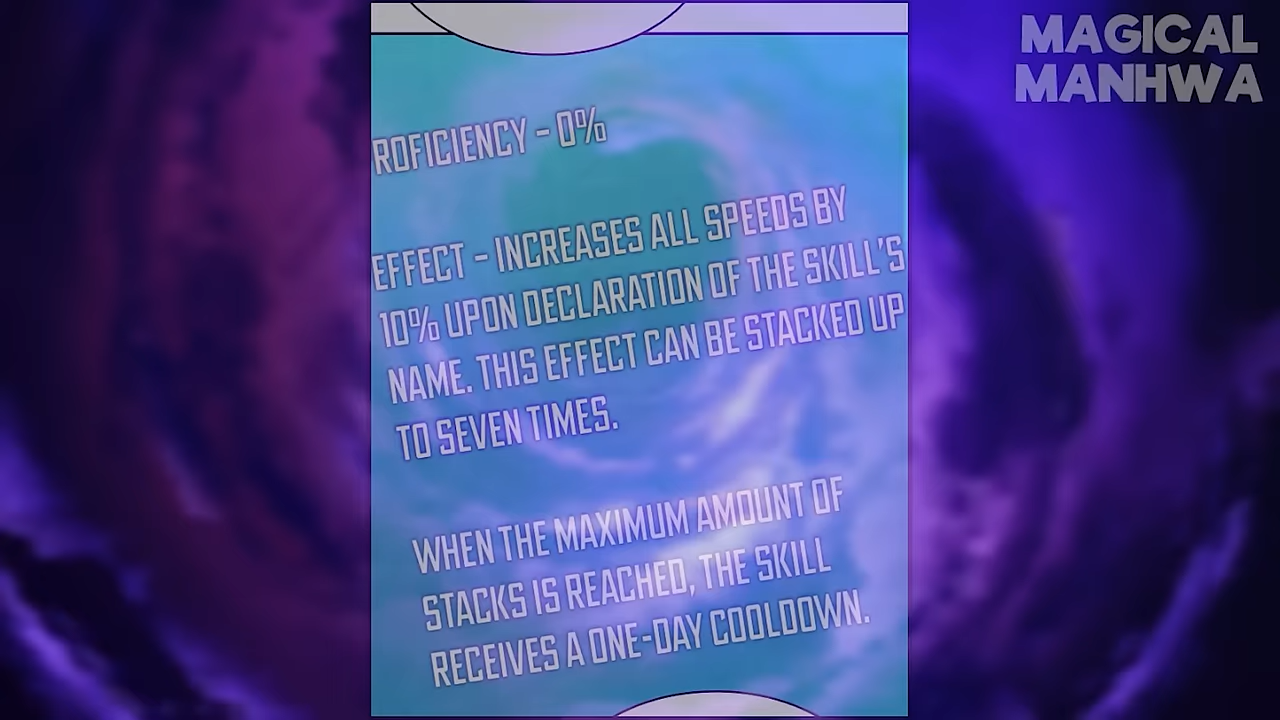 MAGICAL
MANHWA
ROFICIENCY - 0%
EFFECT - INCREASES ALL SPEEDS BY
10% UPON DECLARATION OF THE SKILL'S
NAME. THIS EFFECT CAN BE STACKED UP
TO SEVEN TIMES.
WHEN THE MAXIMUM AMOUNT OF
STACKS IS REACHED, THE SKILL
RECEIVES A ONE-DAY COOLDOWN.